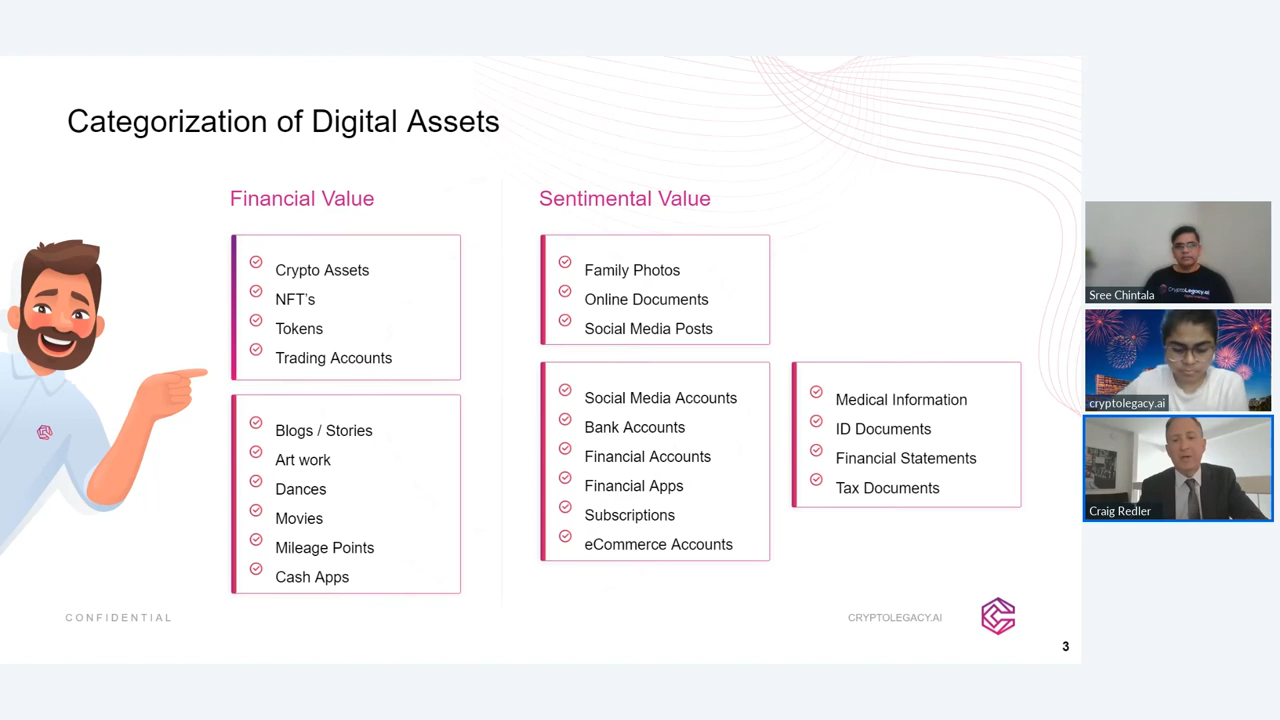 Categorization of Digital Assets
Financial Value
Crypto Assets
NFT's
Tokens
Trading Accounts
Blogs / Stories
Art work
Dances
Movies
Mileage Points
Cash Apps
Sentimental Value
Family Photos
Online Documents
Social Media Posts
Social Media Accounts
Bank Accounts
Financial Accounts
Financial Apps
Subscriptions
eCommerce Accounts
Medical Information
ID Documents
Financial Statements
Tax Documents
CONFIDENTIAL
CRYPTOLEGACY.AI
3
CryptoLegacy.ai
Sree Chintala
cryptolegacy.ai
Craig Redler